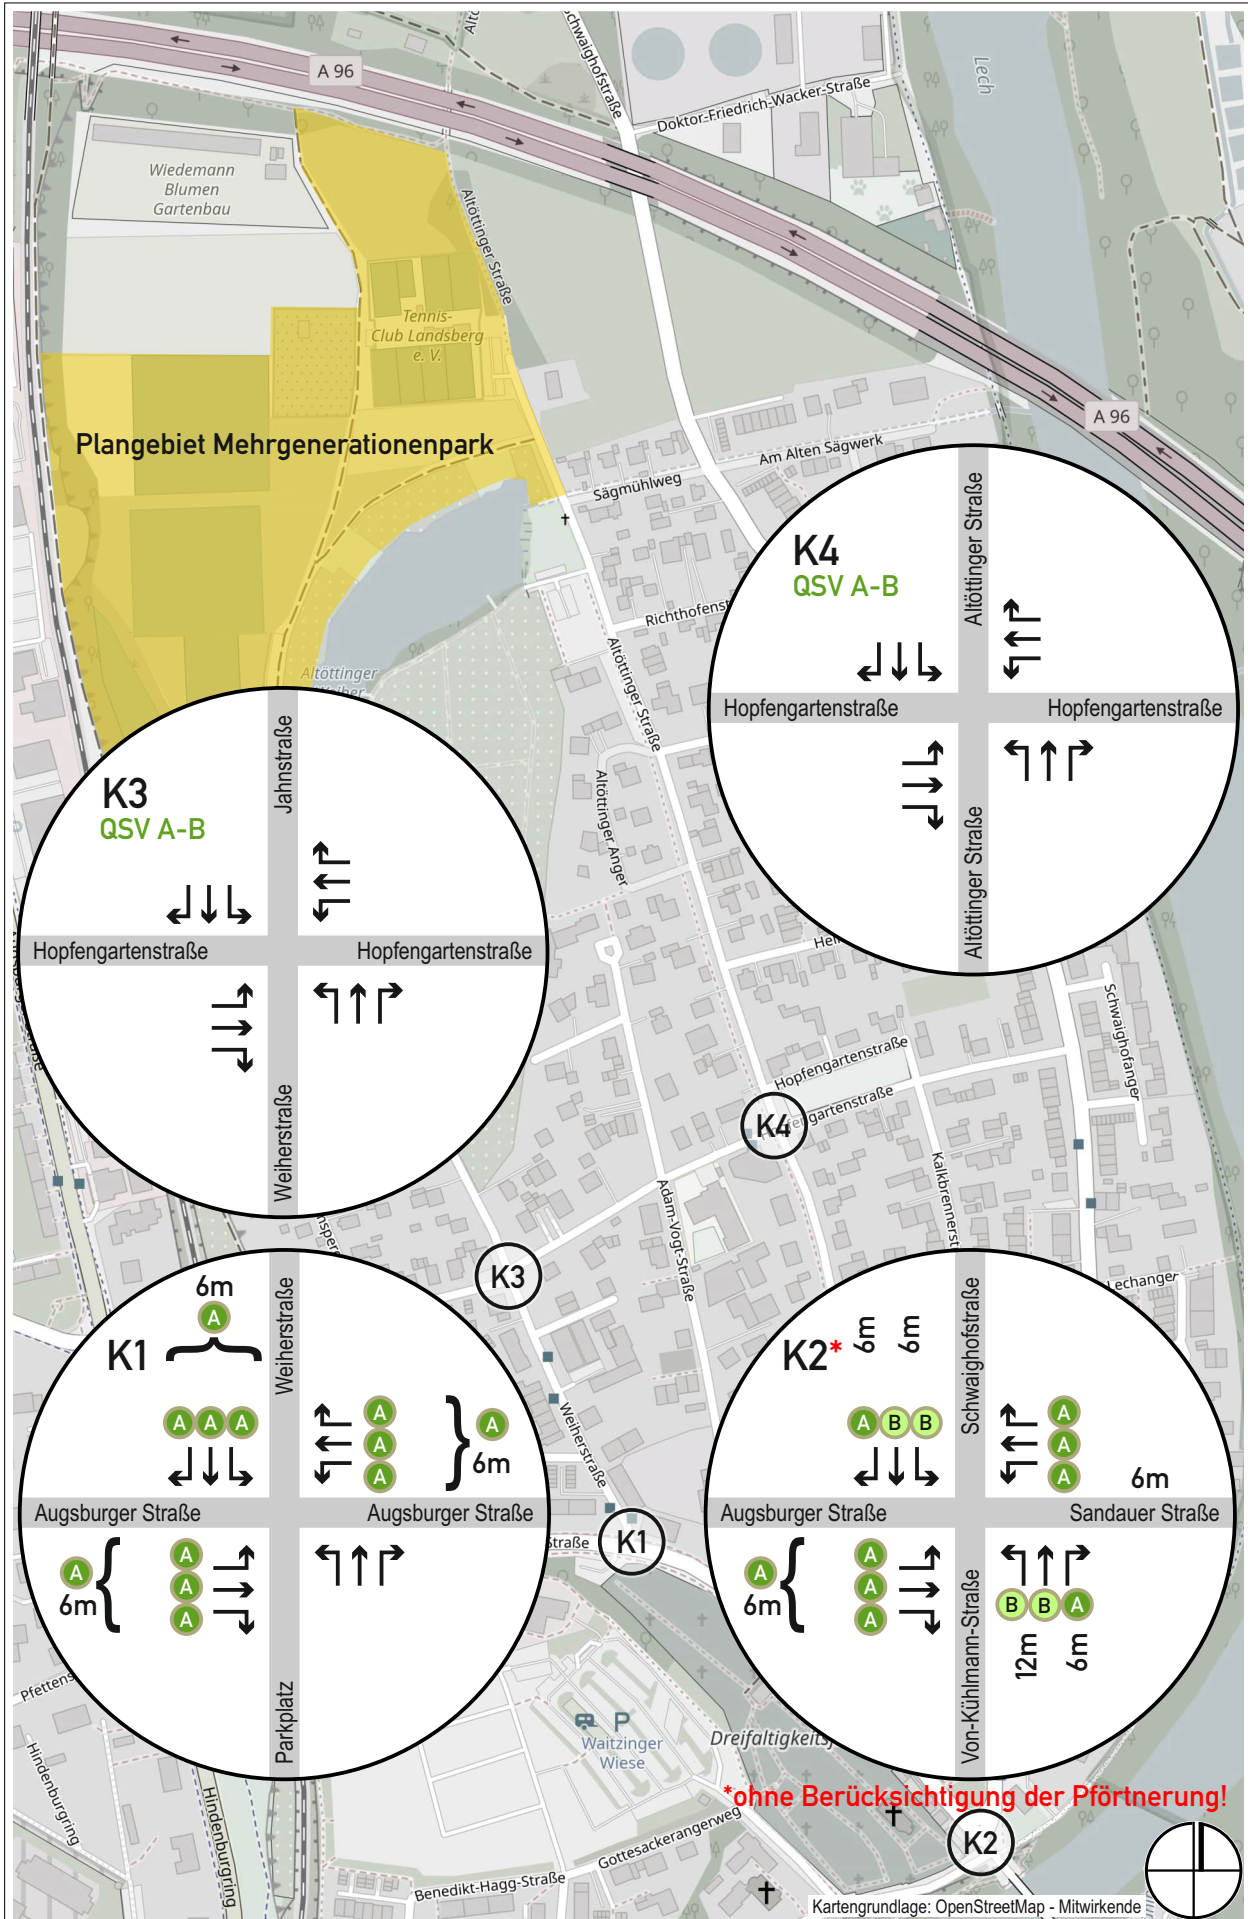 Schwaighofstraße
Lech
A 96
Doktor-Friedrich-Wacker-Straße
Wiedemann
Blumen
Gartenbau
Altöttinger Straße
Tennis-
Club Landsberg
e. V.
A 96
Plangebiet Mehrgenerationenpark
Am Alten Sägwerk
Sägmühlweg
K4
QSV A-B
Altöttinger Straße
Hopfengartenstraße
Hopfengartenstraße
Altöttinger Straße
Altöttinger Straße
Altöttinger
Altöttinger Anger
K3
QSV A-B
Jahnstraße
Hopfengartenstraße
Hopfengartenstraße
Weiherstraße
Schwaighofanger
Hopfengartenstraße
K4
Adam-Vogt-Straße
Lechanger
K3
Weiherstraße
K1
6m
A
Weiherstraße
A A A
A
A
A
A
6m
Augsburger Straße
Augsburger Straße
A
6m
A
A
A
Parkplatz
K1
Straße
K2*
6m
6m
Schwaighofstraße
A B B
A
A
A
6m
Augsburger Straße
Sandauer Straße
A
6m
A
A
A
B B A
12m
6m
Von-Kühlmann-Straße
Hindenburgring
Hindenburgring
P
Waitzinger
Wiese
*ohne Berücksichtigung der Pförtnerung!
K2
Gottesackerangerweg
Benedikt-Hagg-Straße
Kartengrundlage: OpenStreetMap - Mitwirkende